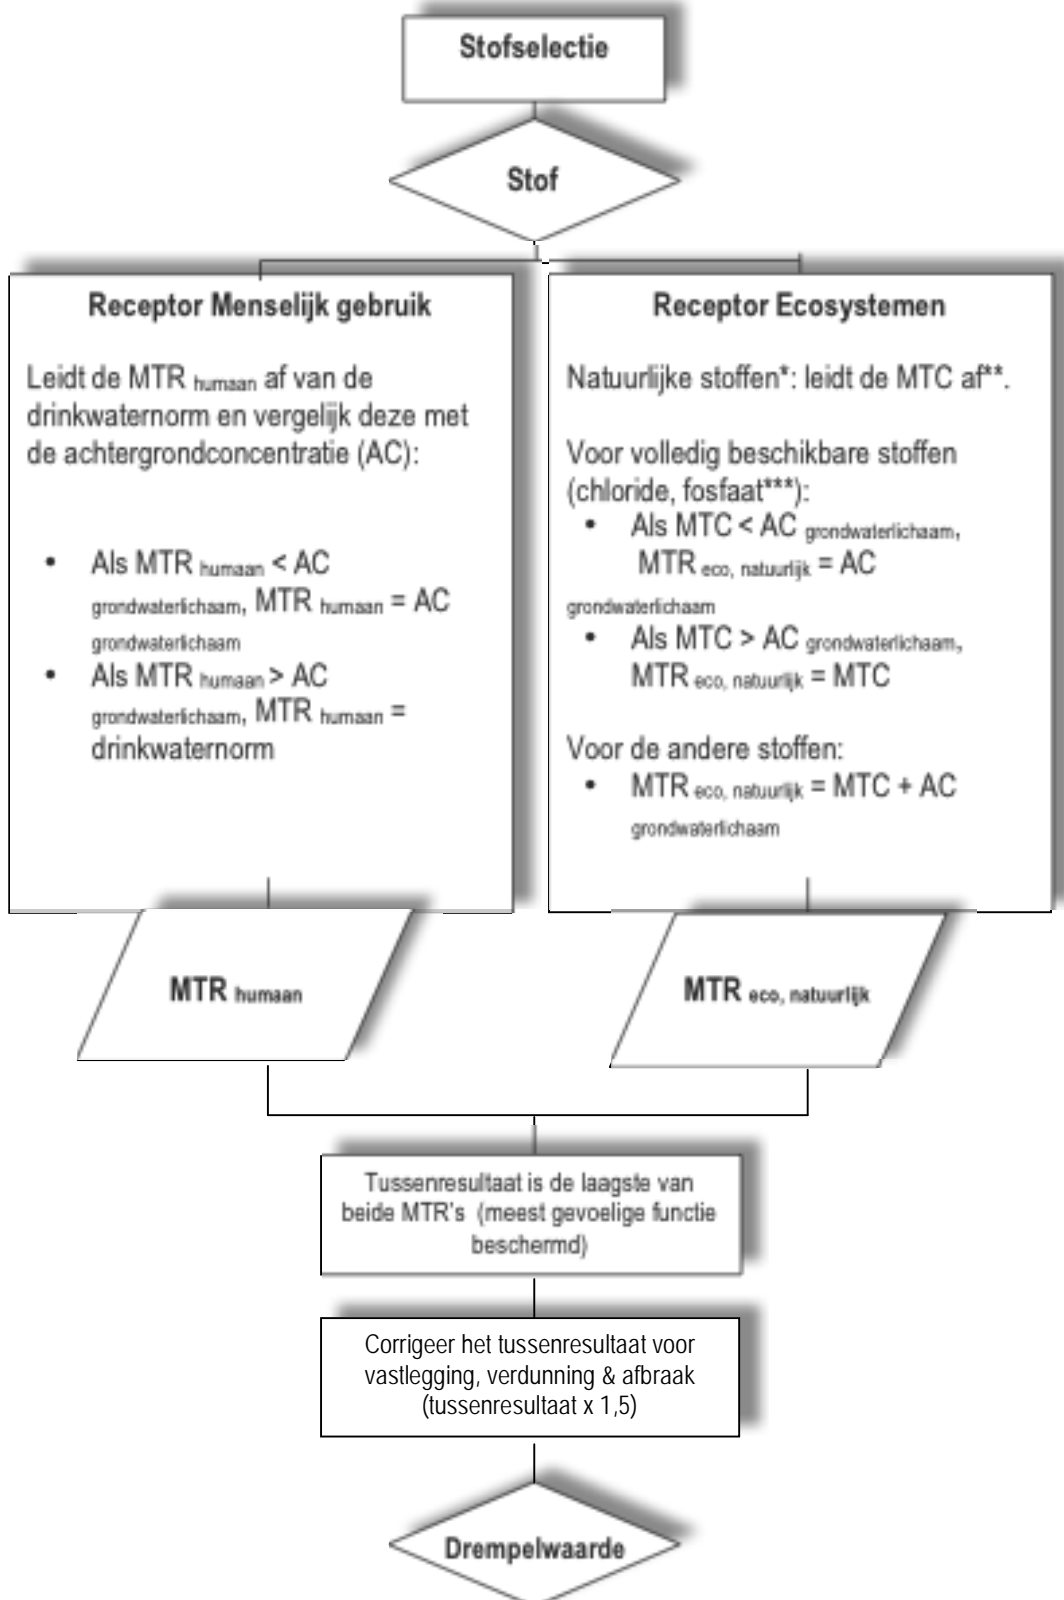 Stofselectie
Stof
Receptor Menselijk gebruik
Leidt de MTR humaan af van de
drinkwaternorm en vergelijk deze met
de achtergrondconcentratie (AC):
• Als MTR humaan < AC
grondwaterlichaam, MTR humaan = AC
grondwaterlichaam
• Als MTR humaan > AC
grondwaterlichaam, MTR humaan =
drinkwaternorm
Receptor Ecosystemen
Natuurlijke stoffen*: leidt de MTC af**.
Voor volledig beschikbare stoffen
(chloride, fosfaat***):
• Als MTC < AC grondwaterlichaam,
MTR eco, natuurlijk = AC
grondwaterlichaam
• Als MTC > AC grondwaterlichaam,
MTR eco, natuurlijk = MTC
Voor de andere stoffen:
• MTR eco, natuurlijk = MTC + AC
grondwaterlichaam
MTR humaan
MTR eco, natuurlijk
Tussenresultaat is de laagste van
beide MTR's (meest gevoelige functie
beschermd)
Corrigeer het tussenresultaat voor
vastlegging, verdunning & afbraak
(tussenresultaat x 1,5)
Drempelwaarde